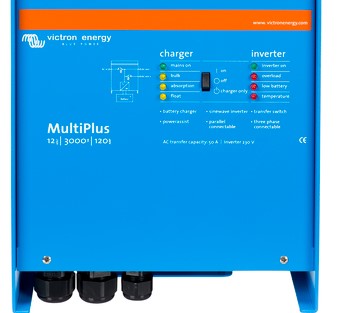 www.victronenergy.com
victron energy
BLUE POWER
charger
inverter
mains on
bulk
absorption
float
on
off
charger only
inverter on
overload
low battery
temperature
• battery charger
• sinewave inverter
• transfer switch
• powerassist
• parallel connectable
• three phase connectable
MultiPlus
12 | 3000 | 120
AC transfer capacity 50 A | Inverter 230 V
CE